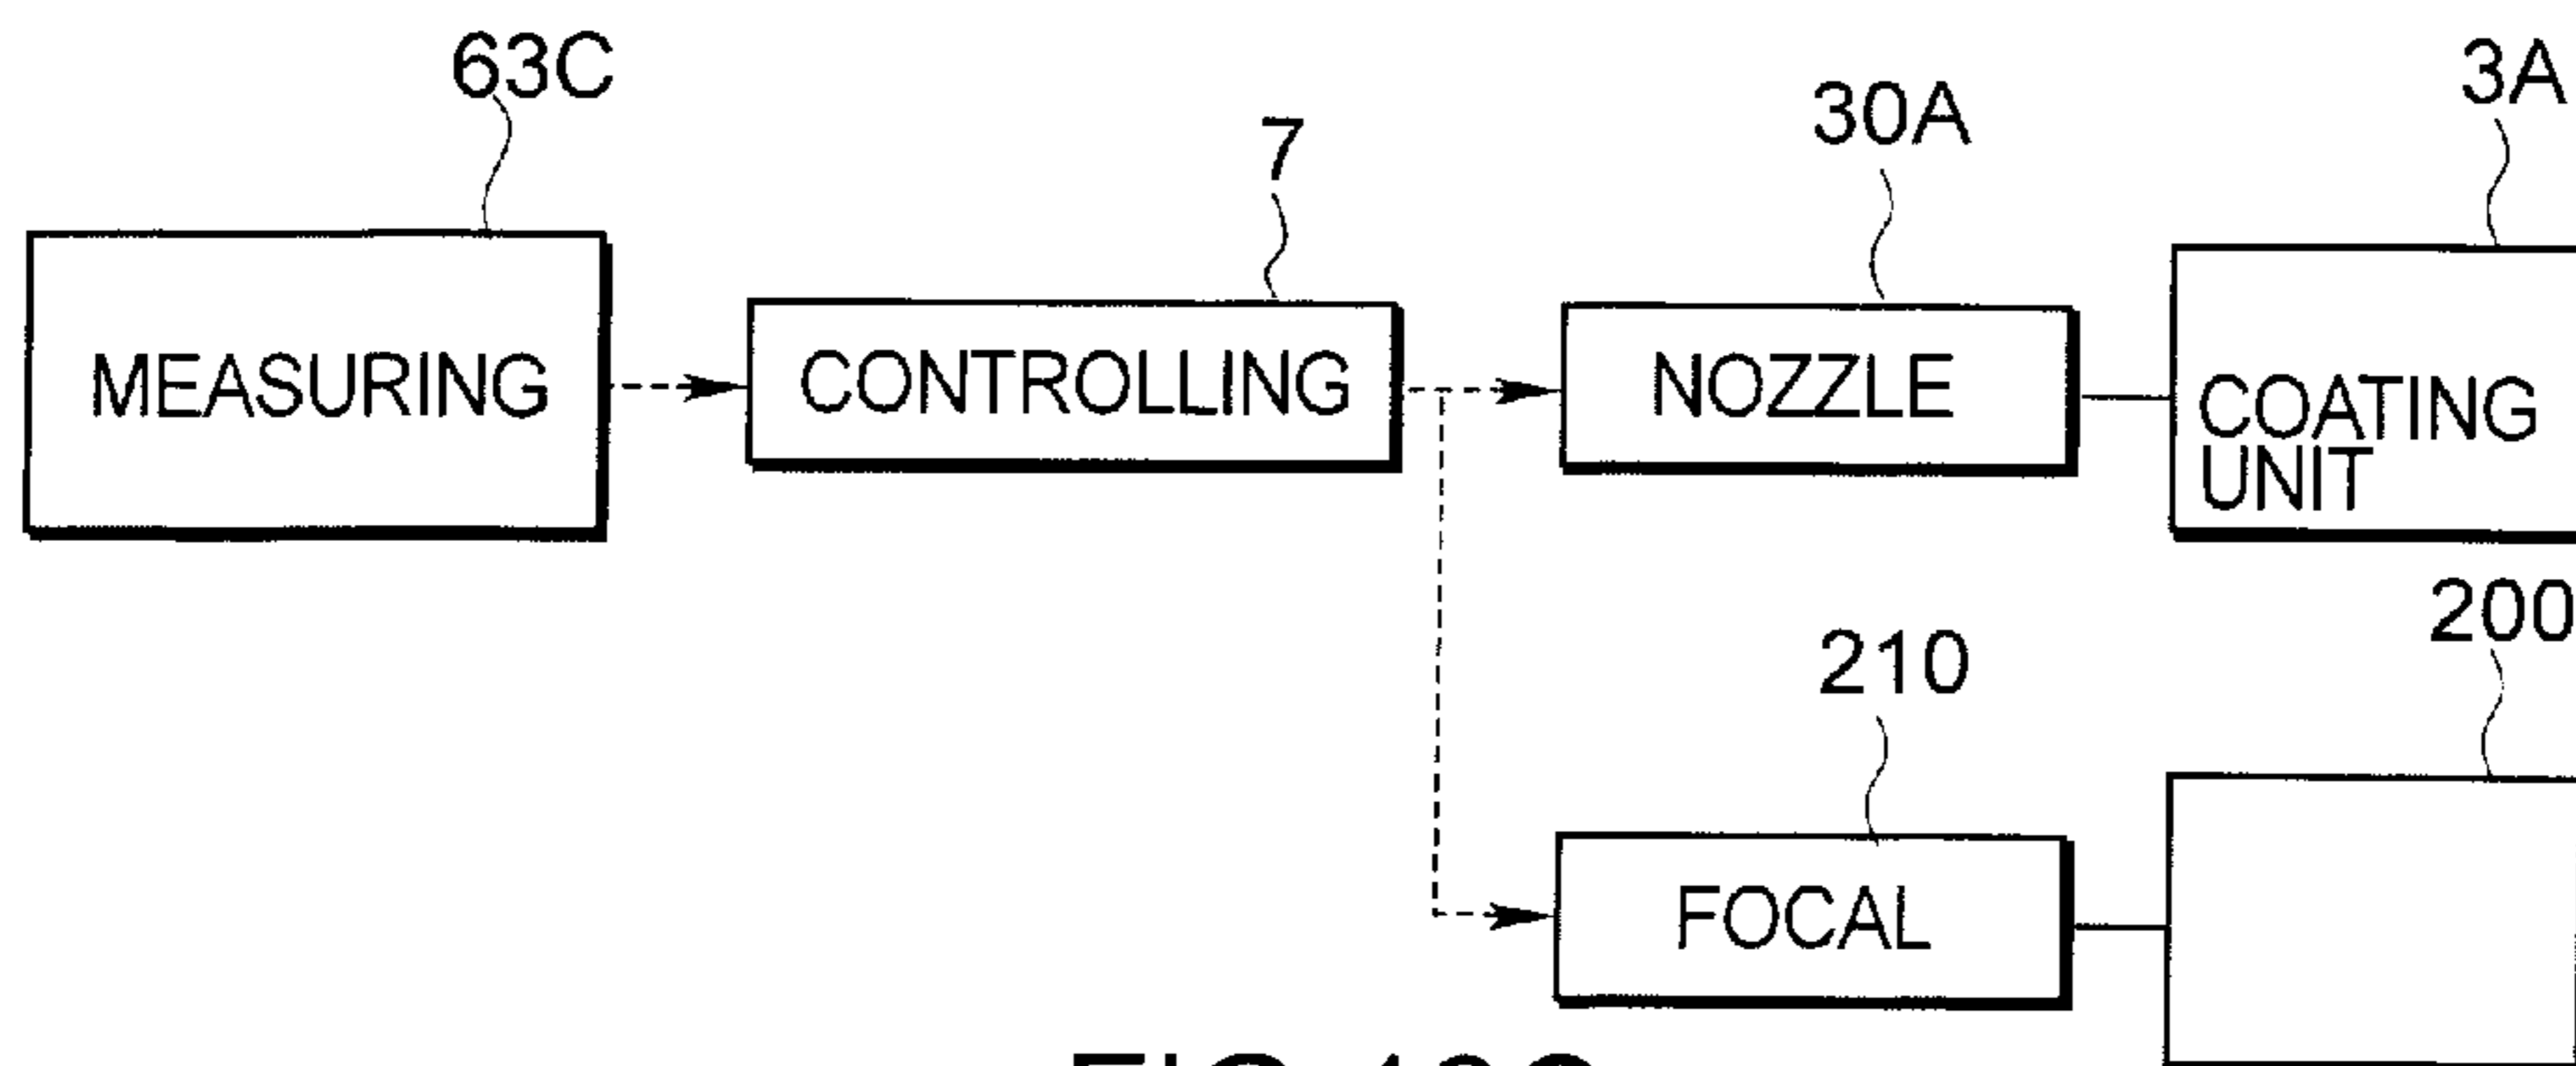 63C
7
30A
3A
MEASURING
CONTROLLING
NOZZLE
COATING
UNIT
200
210
FOCAL